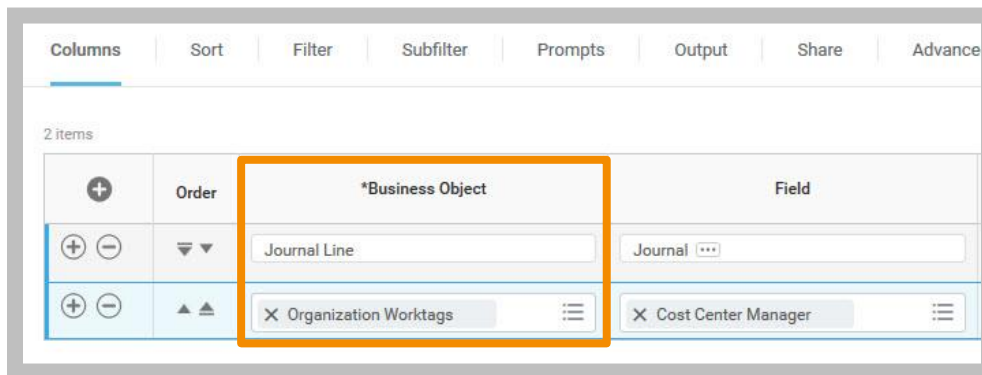 Columns Sort Filter Subfilter Prompts Output Share Advance
2 items
Order *Business Object Field
Journal Line Journal
Organization Worktags Cost Center Manager